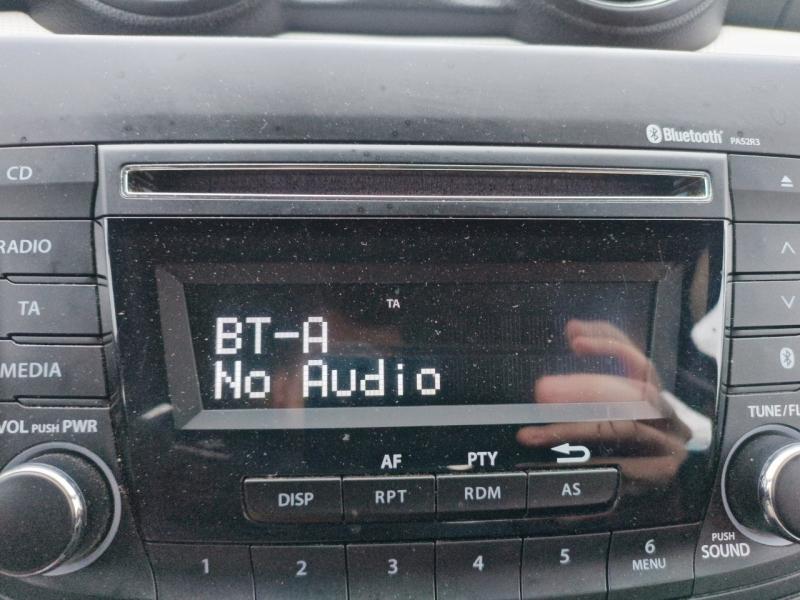 Bluetooth PA52R3
CD
RADIO
TA
MEDIA
VOL PUSH PWR
TA
BT-A
No Audio
AF PTY
DISP RPT RDM AS
1 2 3 4 5 6
MENU
TUNE/FL
PUSH
SOUND